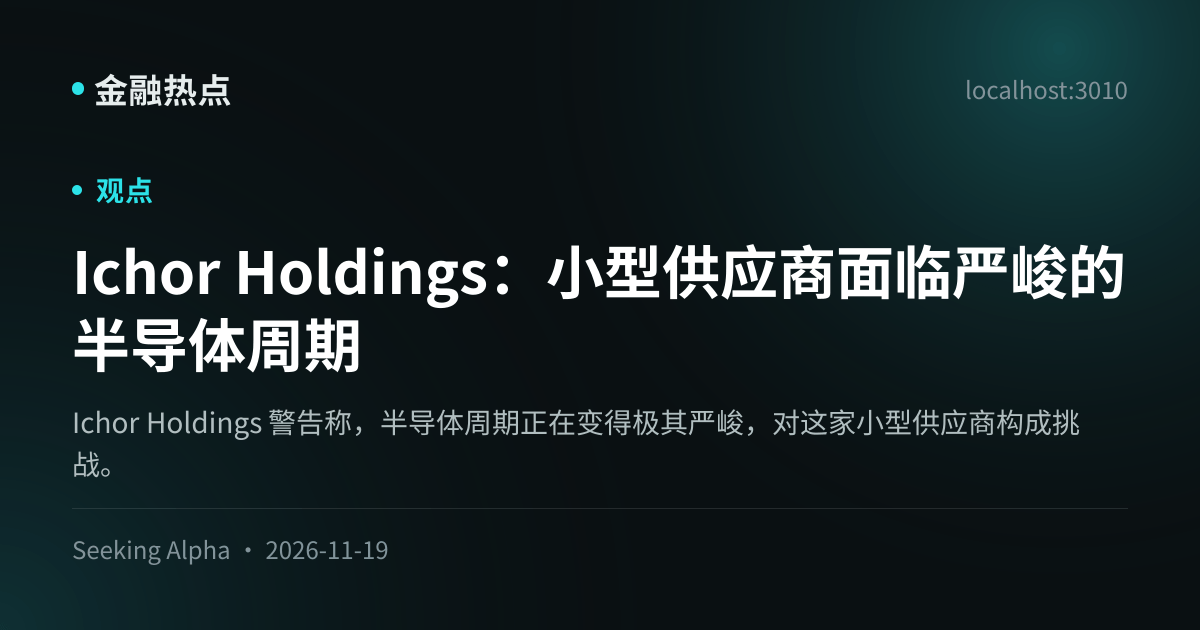 金融热点
localhost:3010
观点
Ichor Holdings：小型供应商面临严峻的
半导体周期
Ichor Holdings 警告称，半导体周期正在变得极其严峻，对这家小型供应商构成挑
战。
Seeking Alpha · 2026-11-19